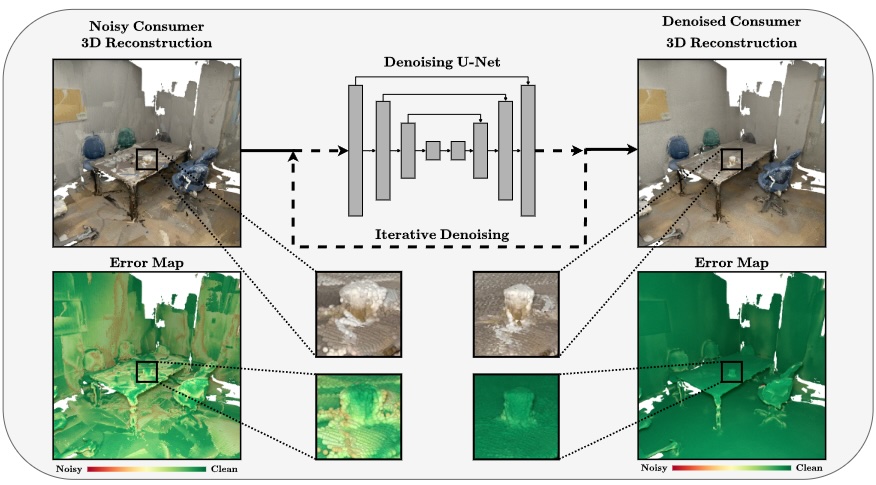 Noisy Consumer
3D Reconstruction
Denoising U-Net
Denoised Consumer
3D Reconstruction
Iterative Denoising
Error Map
Error Map
Noisy
Clean
Noisy
Clean